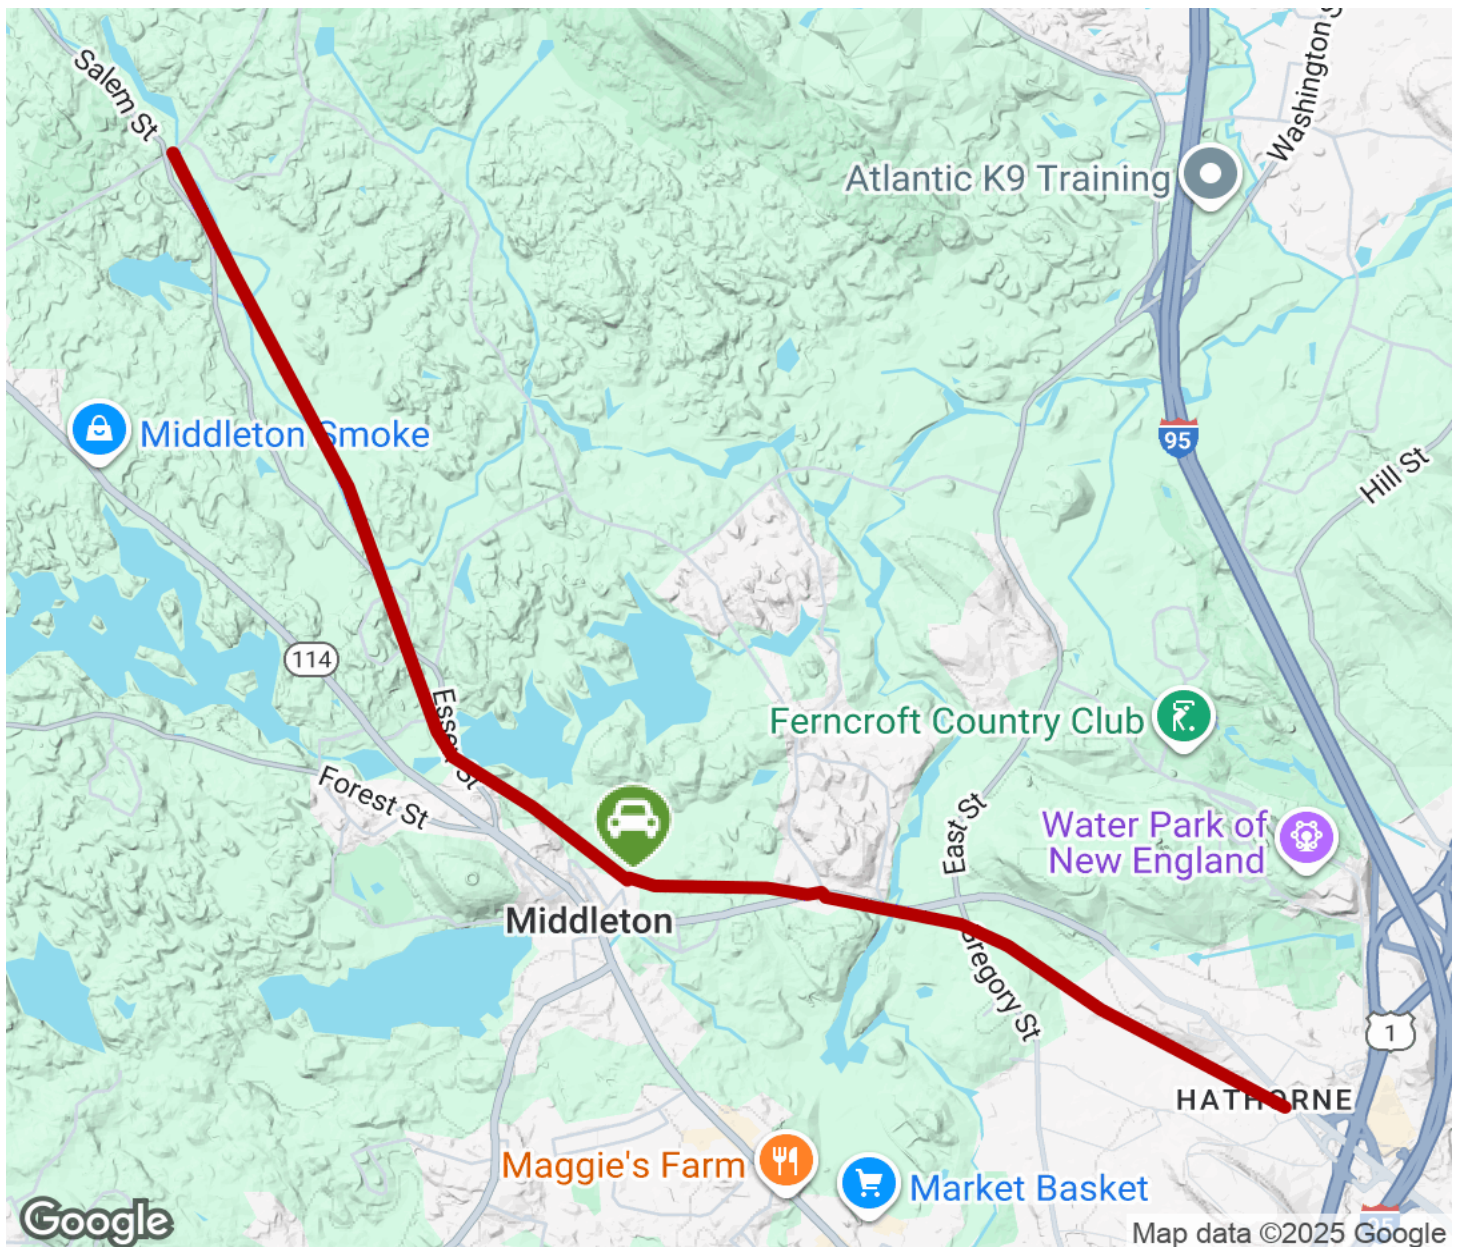 Salem St
Washington S
Atlantic K9 Training
Middleton Smoke
95
Hill St
114
Essex St
Ferncroft Country Club
Forest St
East St
Water Park of
New England
Middleton
Gregory St
1
HATHORNE
Maggie's Farm
Market Basket
95
Google
Map data ©2025 Google